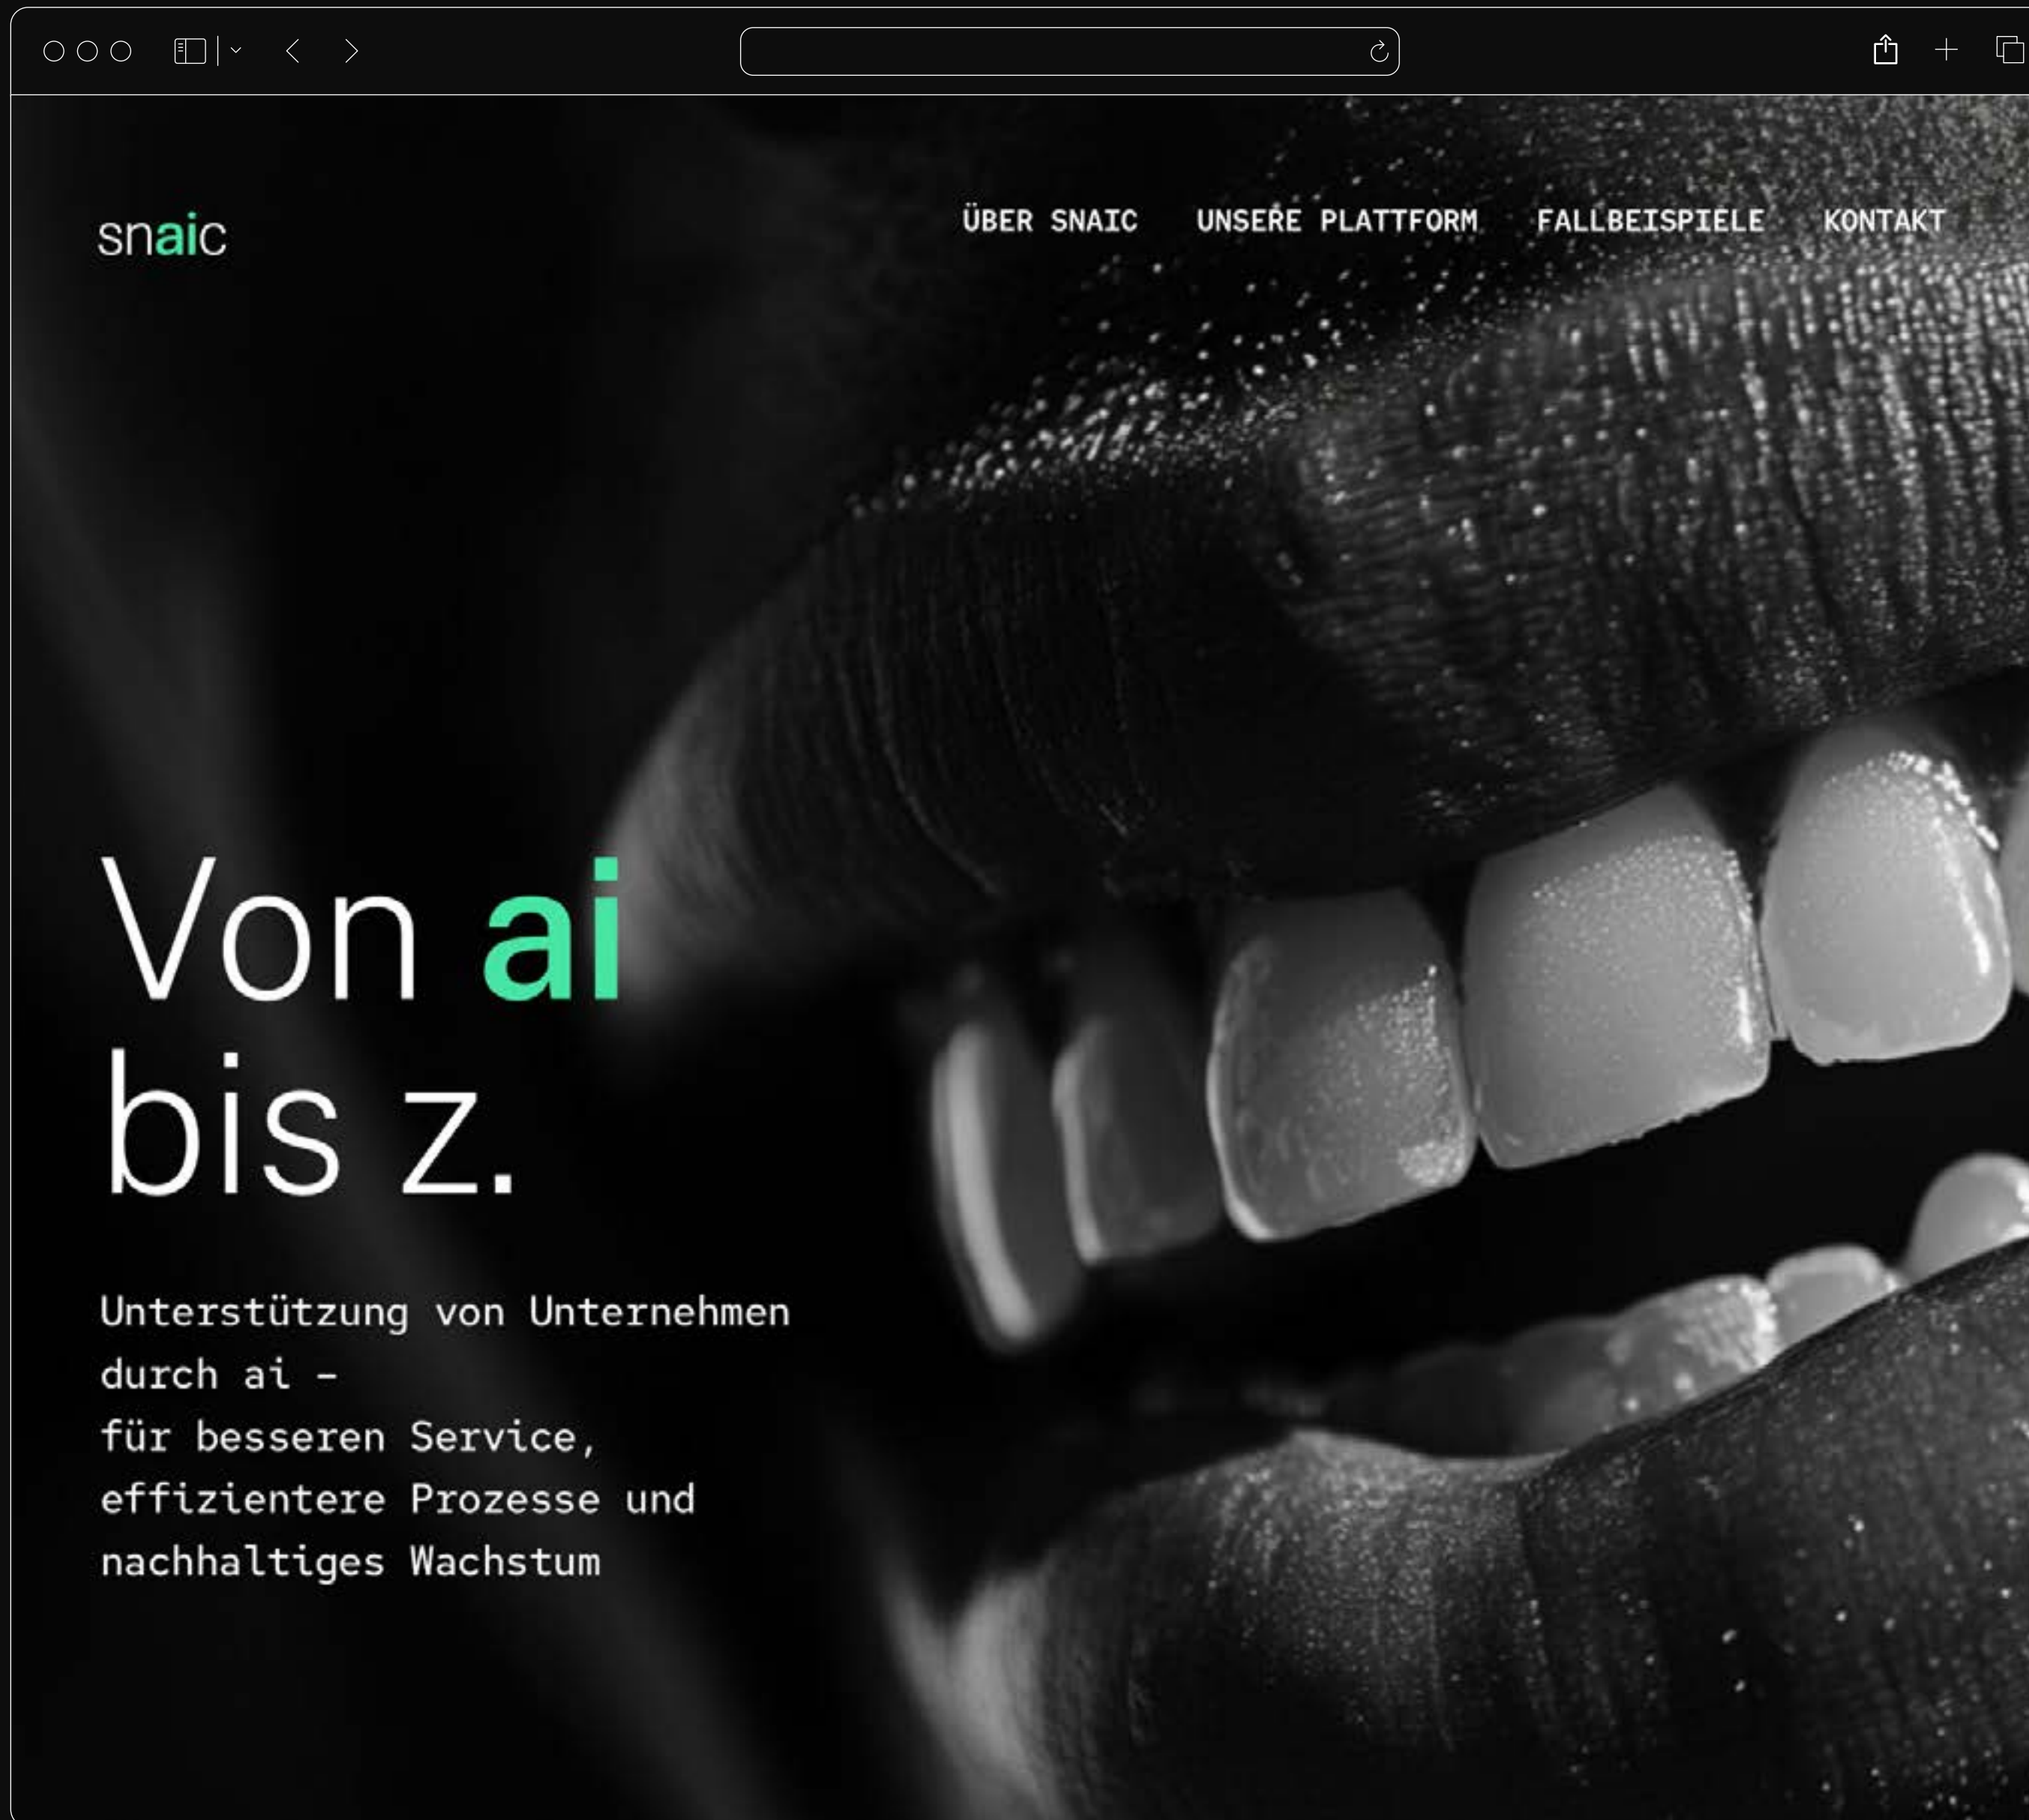 snaic
ÜBER SNAIC UNSERE PLATTFORM FALLBEISPIELE KONTAKT
Von ai
bis z.
Unterstützung von Unternehmen
durch ai –
für besseren Service,
effizientere Prozesse und
nachhaltiges Wachstum